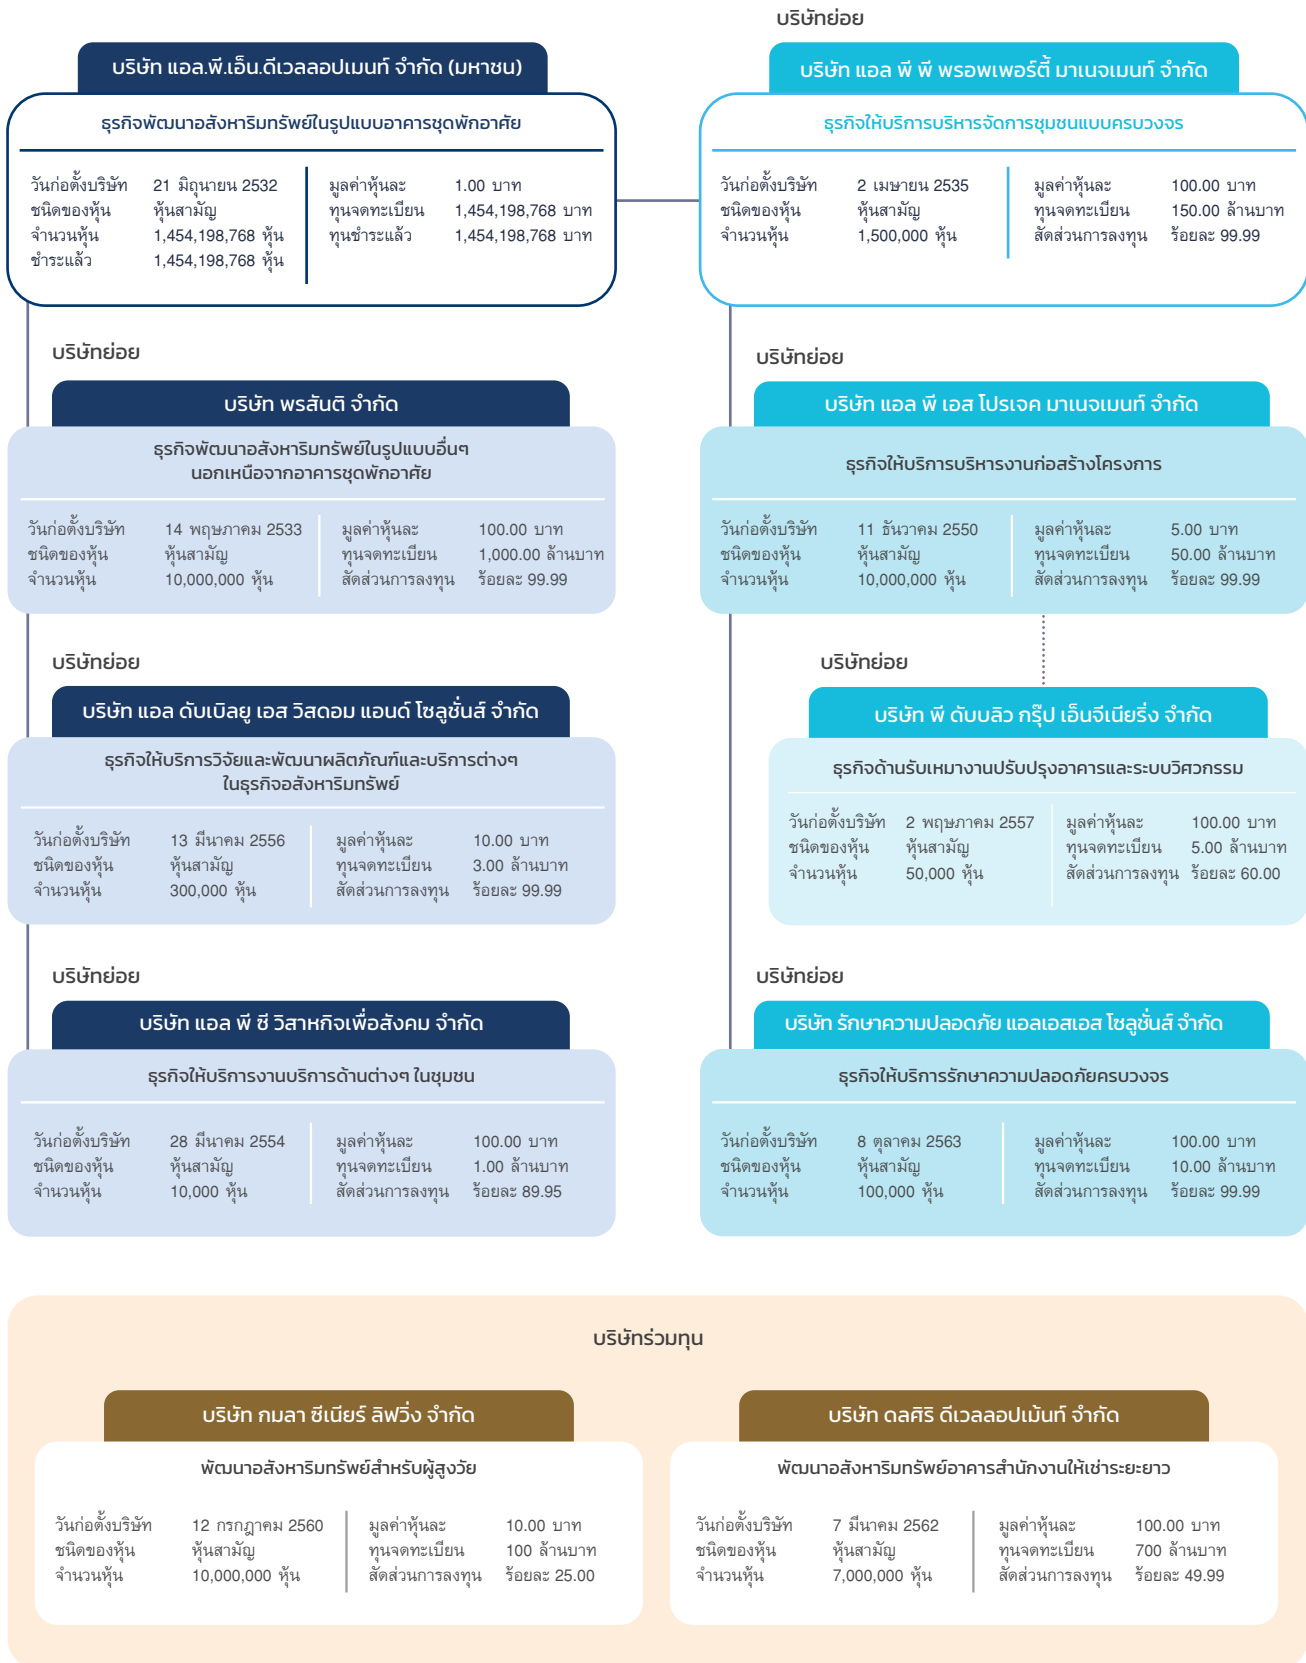 บริษัทย่อย
บริษัท แอล.พี.เอ็น.ดีเวลลอปเมนท์ จำกัด (มหาชน)
ธุรกิจพัฒนาอสังหาริมทรัพย์ในรูปแบบอาคารชุดพักอาศัย
วันก่อตั้งบริษัท 21 มิถุนายน 2532 มูลค่าหุ้นละ 1.00 บาท
ชนิดของหุ้น หุ้นสามัญ ทุนจดทะเบียน 1,454,198,768 บาท
จำนวนหุ้น 1,454,198,768 หุ้น ทุนชำระแล้ว 1,454,198,768 บาท
ชำระแล้ว 1,454,198,768 หุ้น
บริษัท แอล พี พี พรอพเพอร์ตี้ มาเนจเมนท์ จำกัด
ธุรกิจให้บริการบริหารจัดการชุมชนแบบครบวงจร
วันก่อตั้งบริษัท 2 เมษายน 2535 มูลค่าหุ้นละ 100.00 บาท
ชนิดของหุ้น หุ้นสามัญ ทุนจดทะเบียน 150.00 ล้านบาท
จำนวนหุ้น 1,500,000 หุ้น สัดส่วนการลงทุน ร้อยละ 99.99
บริษัทย่อย
บริษัท พรสันติ จำกัด
ธุรกิจพัฒนาอสังหาริมทรัพย์ในรูปแบบอื่นๆ
นอกเหนือจากอาคารชุดพักอาศัย
วันก่อตั้งบริษัท 14 พฤษภาคม 2533 มูลค่าหุ้นละ 100.00 บาท
ชนิดของหุ้น หุ้นสามัญ ทุนจดทะเบียน 1,000.00 ล้านบาท
จำนวนหุ้น 10,000,000 หุ้น สัดส่วนการลงทุน ร้อยละ 99.99
บริษัทย่อย
บริษัท แอล พี เอส โปรเจค มาเนจเมนท์ จำกัด
ธุรกิจให้บริการบริหารงานก่อสร้างโครงการ
วันก่อตั้งบริษัท 11 ธันวาคม 2550 มูลค่าหุ้นละ 5.00 บาท
ชนิดของหุ้น หุ้นสามัญ ทุนจดทะเบียน 50.00 ล้านบาท
จำนวนหุ้น 10,000,000 หุ้น สัดส่วนการลงทุน ร้อยละ 99.99
บริษัทย่อย
บริษัท แอล ดับเบิลยู เอส วิสดอม แอนด์ โซลูชั่นส์ จำกัด
ธุรกิจให้บริการวิจัยและพัฒนาผลิตภัณฑ์และบริการต่างๆ
ในธุรกิจอสังหาริมทรัพย์
วันก่อตั้งบริษัท 13 มีนาคม 2556 มูลค่าหุ้นละ 10.00 บาท
ชนิดของหุ้น หุ้นสามัญ ทุนจดทะเบียน 3.00 ล้านบาท
จำนวนหุ้น 300,000 หุ้น สัดส่วนการลงทุน ร้อยละ 99.99
บริษัทย่อย
บริษัท พี ดับบลิว กรุ๊ป เอ็นจีเนียริ่ง จำกัด
ธุรกิจด้านรับเหมางานปรับปรุงอาคารและระบบวิศวกรรม
วันก่อตั้งบริษัท 2 พฤษภาคม 2557 มูลค่าหุ้นละ 100.00 บาท
ชนิดของหุ้น หุ้นสามัญ ทุนจดทะเบียน 5.00 ล้านบาท
จำนวนหุ้น 50,000 หุ้น สัดส่วนการลงทุน ร้อยละ 60.00
บริษัทย่อย
บริษัท แอล พี ซี วิสาหกิจเพื่อสังคม จำกัด
ธุรกิจให้บริการงานบริการด้านต่างๆ ในชุมชน
วันก่อตั้งบริษัท 28 มีนาคม 2554 มูลค่าหุ้นละ 100.00 บาท
ชนิดของหุ้น หุ้นสามัญ ทุนจดทะเบียน 1.00 ล้านบาท
จำนวนหุ้น 10,000 หุ้น สัดส่วนการลงทุน ร้อยละ 89.95
บริษัทย่อย
บริษัท รักษาความปลอดภัย แอลเอสเอส โซลูชั่นส์ จำกัด
ธุรกิจให้บริการรักษาความปลอดภัยครบวงจร
วันก่อตั้งบริษัท 8 ตุลาคม 2563 มูลค่าหุ้นละ 100.00 บาท
ชนิดของหุ้น หุ้นสามัญ ทุนจดทะเบียน 10.00 ล้านบาท
จำนวนหุ้น 100,000 หุ้น สัดส่วนการลงทุน ร้อยละ 99.99
บริษัทร่วมทุน
บริษัท กมลา ซีเนียร์ ลิฟวิ่ง จำกัด
พัฒนาอสังหาริมทรัพย์สำหรับผู้สูงวัย
วันก่อตั้งบริษัท 12 กรกฎาคม 2560 มูลค่าหุ้นละ 10.00 บาท
ชนิดของหุ้น หุ้นสามัญ ทุนจดทะเบียน 100 ล้านบาท
จำนวนหุ้น 10,000,000 หุ้น สัดส่วนการลงทุน ร้อยละ 25.00
บริษัท ดลศิริ ดีเวลลอปเม้นท์ จำกัด
พัฒนาอสังหาริมทรัพย์อาคารสำนักงานให้เช่าระยะยาว
วันก่อตั้งบริษัท 7 มีนาคม 2562 มูลค่าหุ้นละ 100.00 บาท
ชนิดของหุ้น หุ้นสามัญ ทุนจดทะเบียน 700 ล้านบาท
จำนวนหุ้น 7,000,000 หุ้น สัดส่วนการลงทุน ร้อยละ 49.99